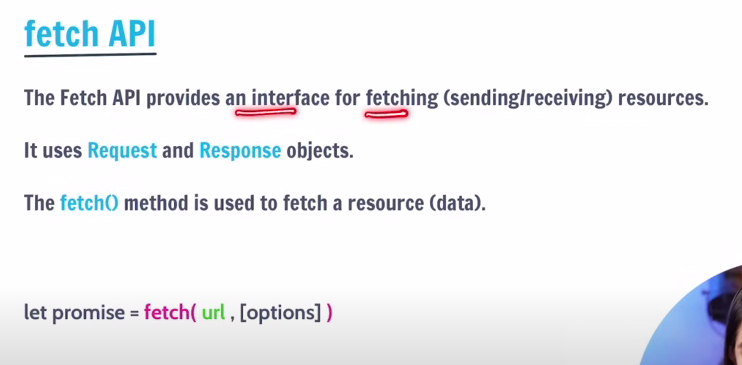 fetch API
The Fetch API provides an interface for fetching (sending/receiving) resources.
It uses Request and Response objects.
The fetch() method is used to fetch a resource (data).
let promise = fetch( url , [options] )